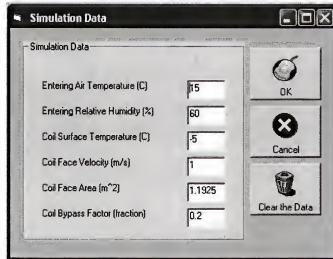 Simulation Data
Simulation Data
Entering Air Temperature (C) 15
Entering Relative Humidity (%) 60
Coil Surface Temperature (C) -5
Coil Face Velocity (m/s) 1
Coil Face Area (m^2) 1.1925
Coil Bypass Factor (fraction) 0.2
OK
Cancel
Clear the Data